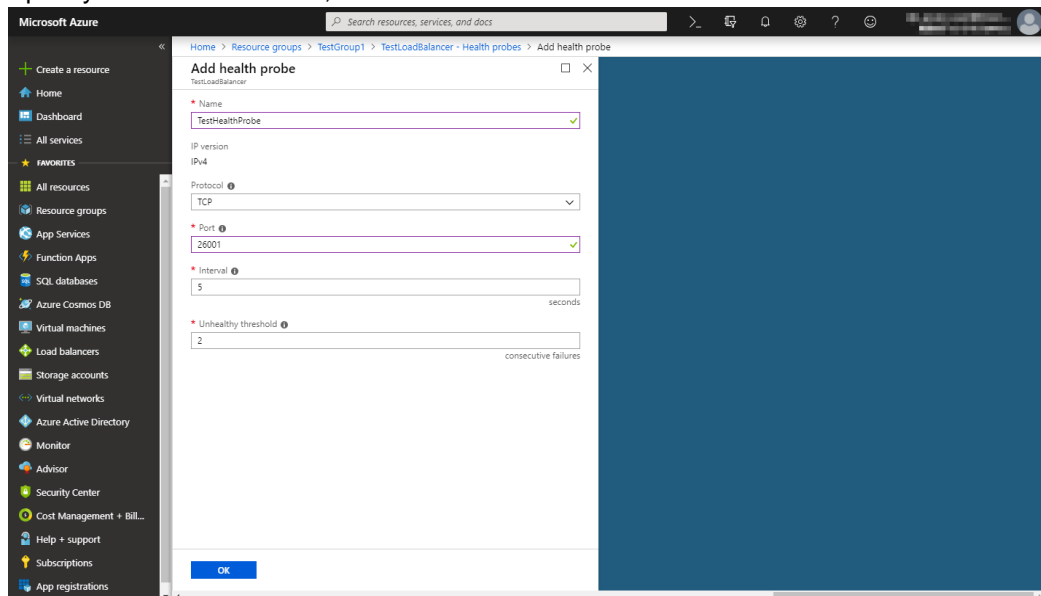 Microsoft Azure
Search resources, services, and docs
Home > Resource groups > TestGroup1 > TestLoadBalancer - Health probes > Add health probe
Create a resource
Home
Dashboard
All services
FAVORITES
All resources
Resource groups
App Services
Function Apps
SQL databases
Azure Cosmos DB
Virtual machines
Load balancers
Storage accounts
Virtual networks
Azure Active Directory
Monitor
Advisor
Security Center
Cost Management + Bill...
Help + support
Subscriptions
App registrations
Add health probe
TestLoadBalancer
* Name
TestHealthProbe
IP version
IPv4
Protocol
TCP
* Port
26001
* Interval
5
seconds
* Unhealthy threshold
2
consecutive failures
OK